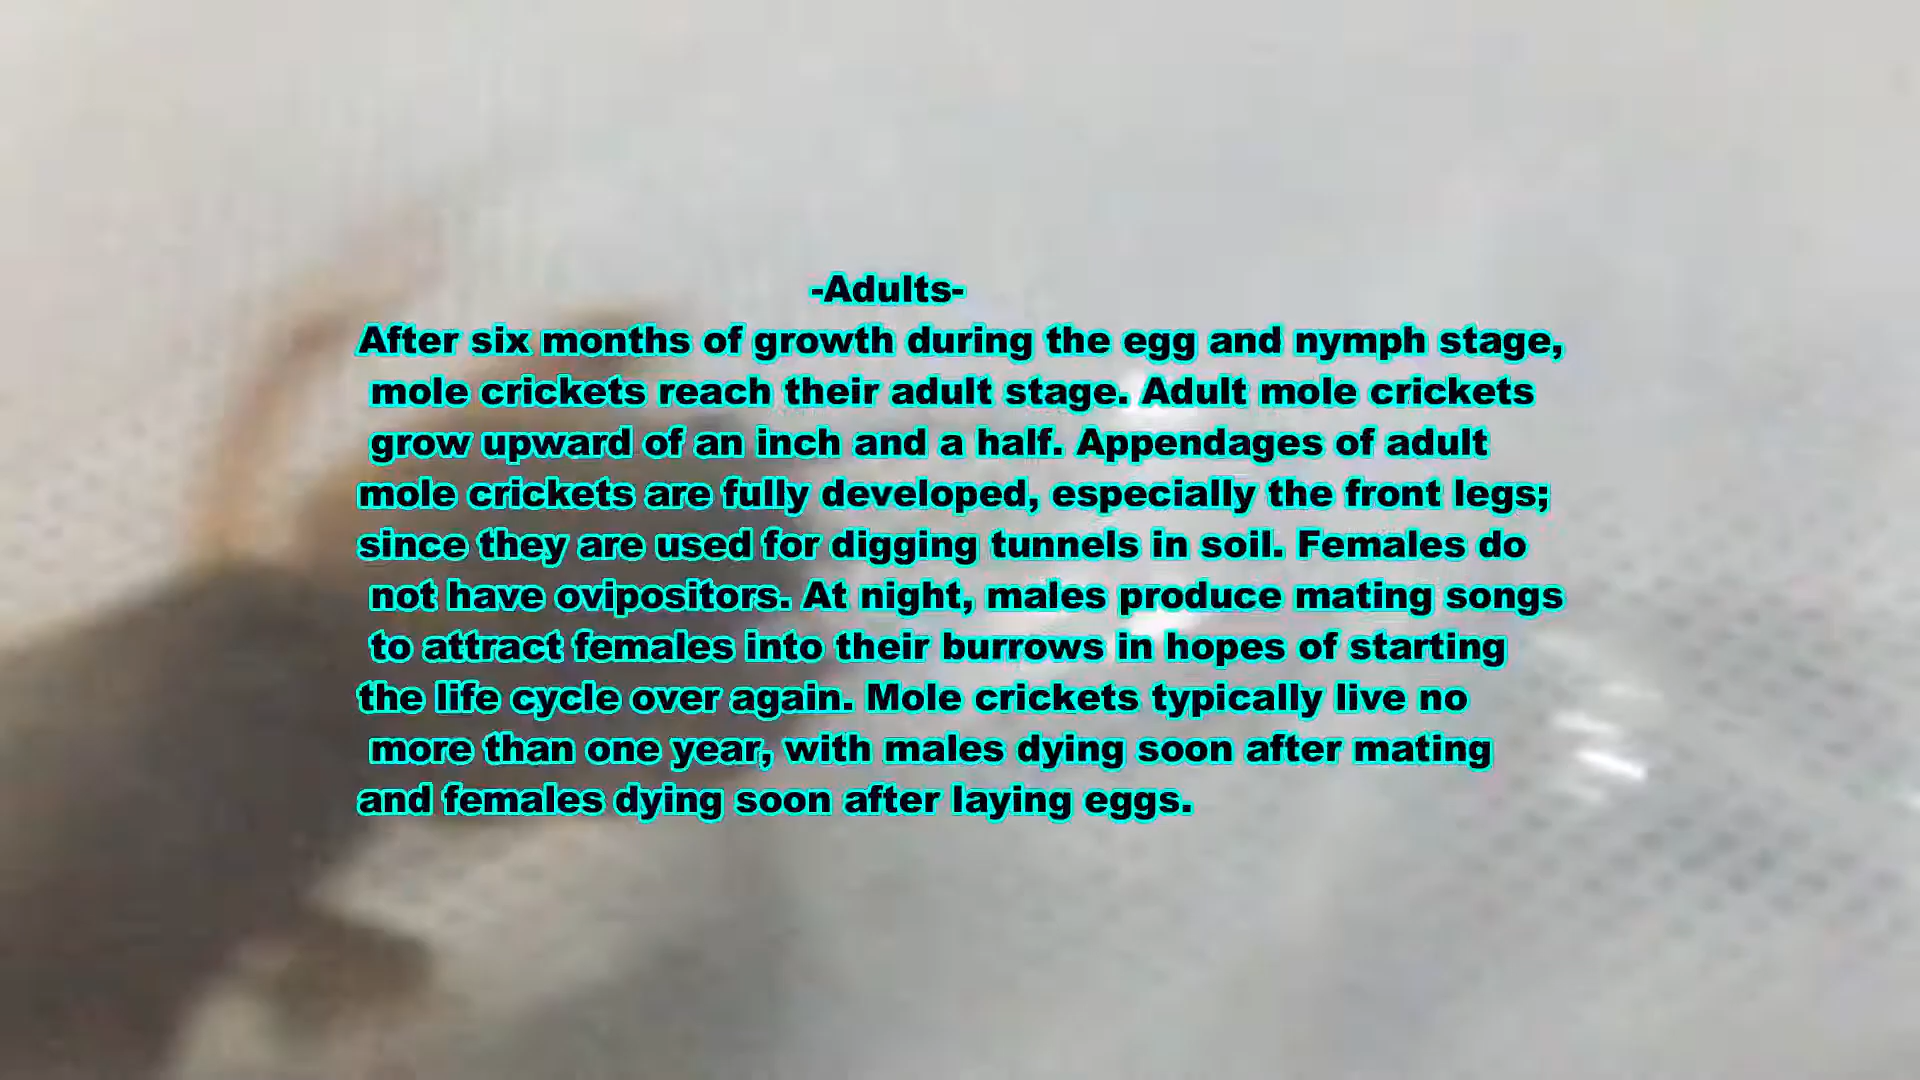 -Adults-
After six months of growth during the egg and nymph stage,
mole crickets reach their adult stage. Adult mole crickets
grow upward of an inch and a half. Appendages of adult
mole crickets are fully developed, especially the front legs;
since they are used for digging tunnels in soil. Females do
not have ovipositors. At night, males produce mating songs
to attract females into their burrows in hopes of starting
the life cycle over again. Mole crickets typically live no
more than one year, with males dying soon after mating
and females dying soon after laying eggs.